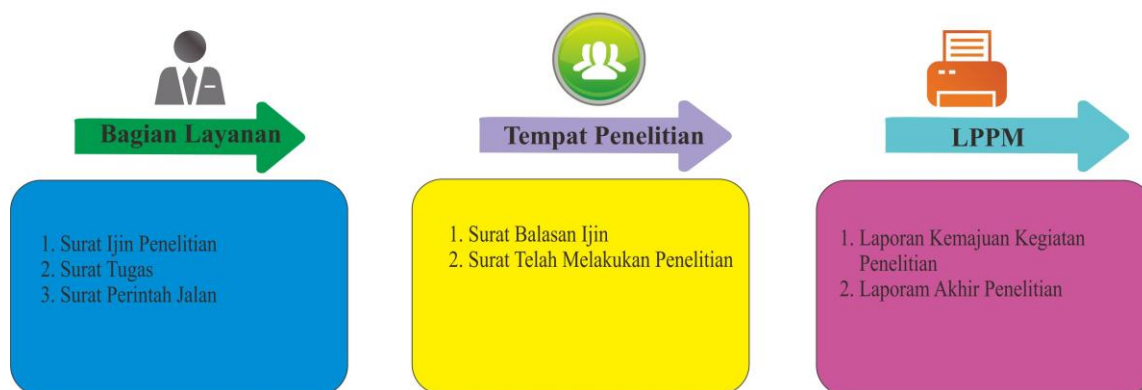 Bagian Layanan
1. Surat Ijin Penelitian
2. Surat Tugas
3. Surat Perintah Jalan
Tempat Penelitian
1. Surat Balasan Ijin
2. Surat Telah Melakukan Penelitian
LPPM
1. Laporan Kemajuan Kegiatan
Penelitian
2. Laporam Akhir Penelitian